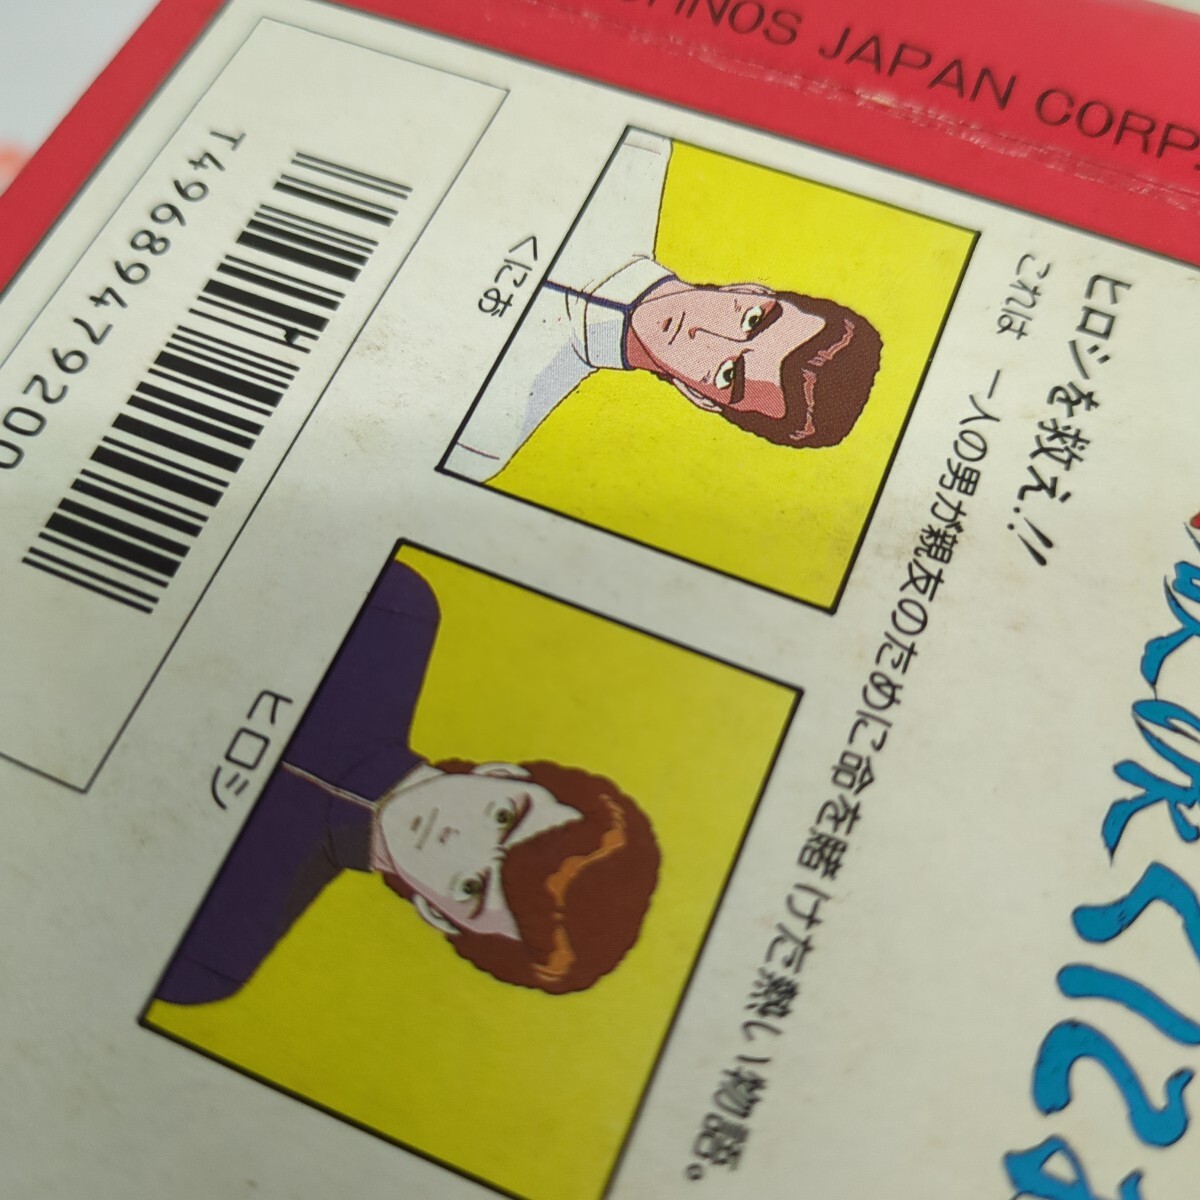 JAPAN CORP
ヒロシを救え!!
これは 一人の男が親友のために命を賭けた熱い物語。
くにお
ヒロシ
T49689479200